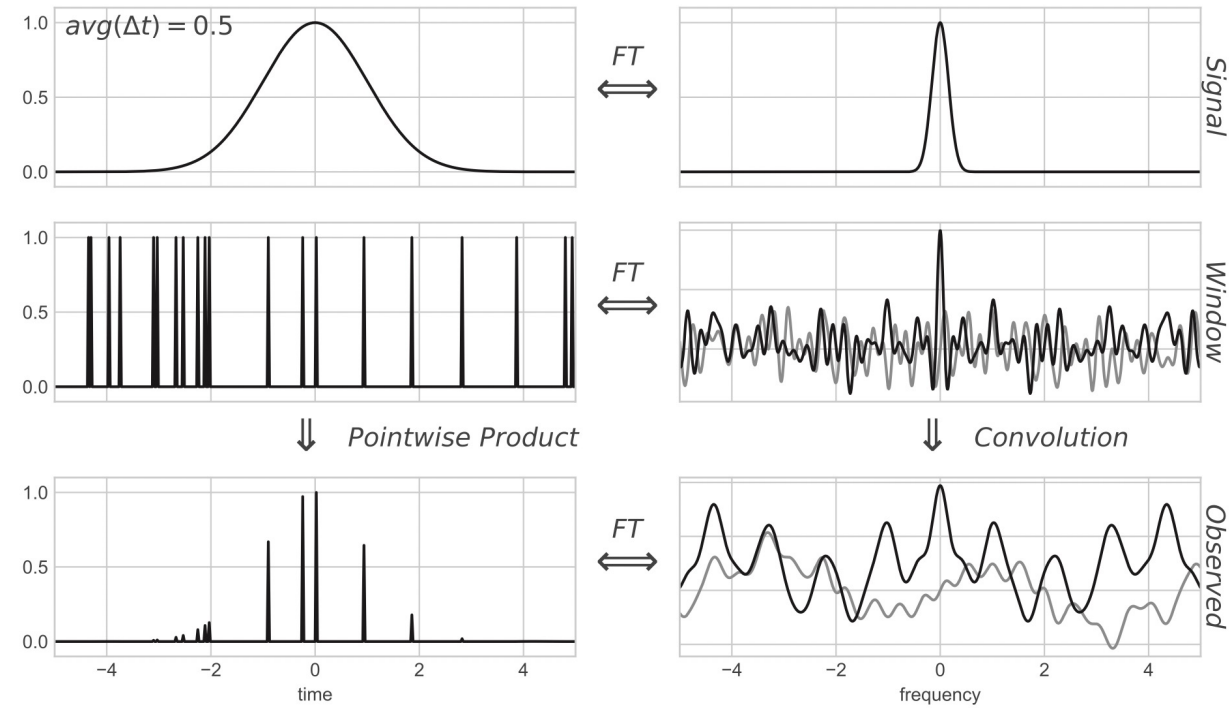 avg(Δt) = 0.5
1.0
0.5
0.0
FT
Signal
1.0
0.5
0.0
FT
Window
⇓ Pointwise Product
⇓ Convolution
1.0
0.5
0.0
FT
Observed
−4 −2 0 2 4
time
−4 −2 0 2 4
frequency